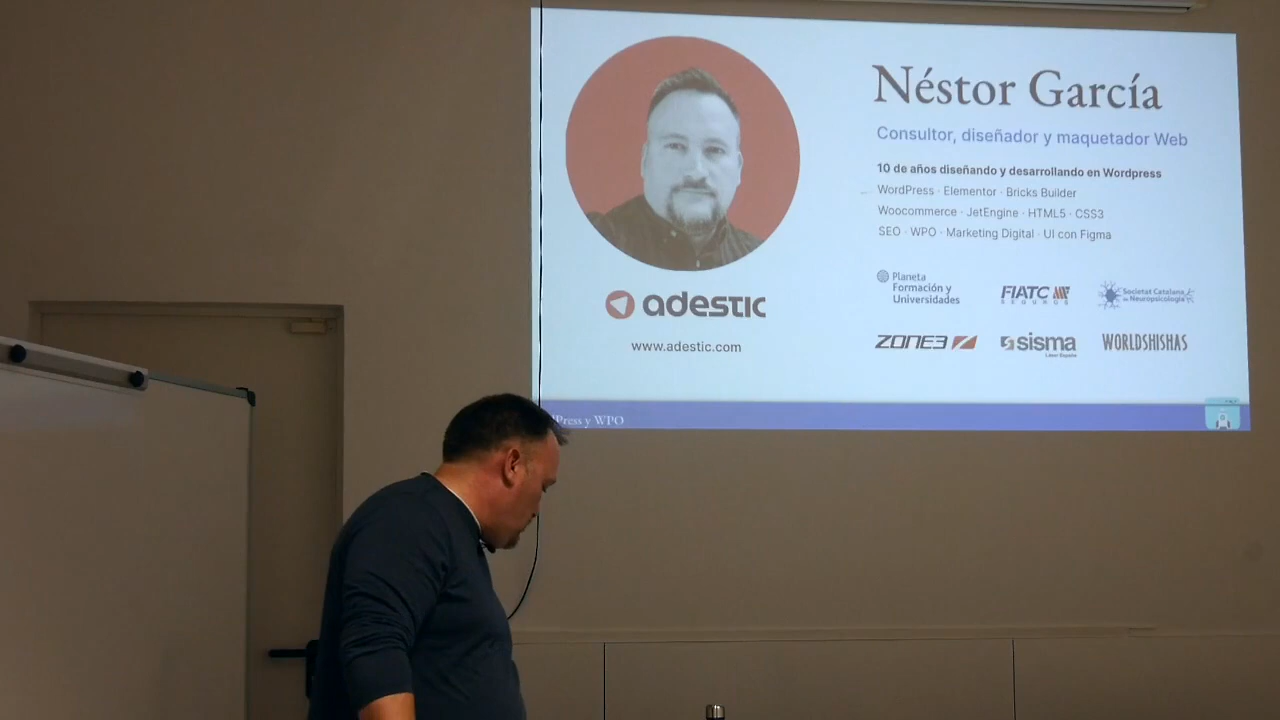 Néstor García
Consultor, diseñador y maquetador Web
10 de años diseñando y desarrollando en Wordpress
WordPress · Elementor · Bricks Builder
Woocommerce · JetEngine · HTML5 · CSS3
SEO · WPO · Marketing Digital · UI con Figma
adestic
www.adestic.com
Planeta
Formación y
Universidades
FIATC
SEGUROS
Societat Catalana
de Neuropsicologia
ZONE3
sisma
WORLDSHISHAS
Press y WPO